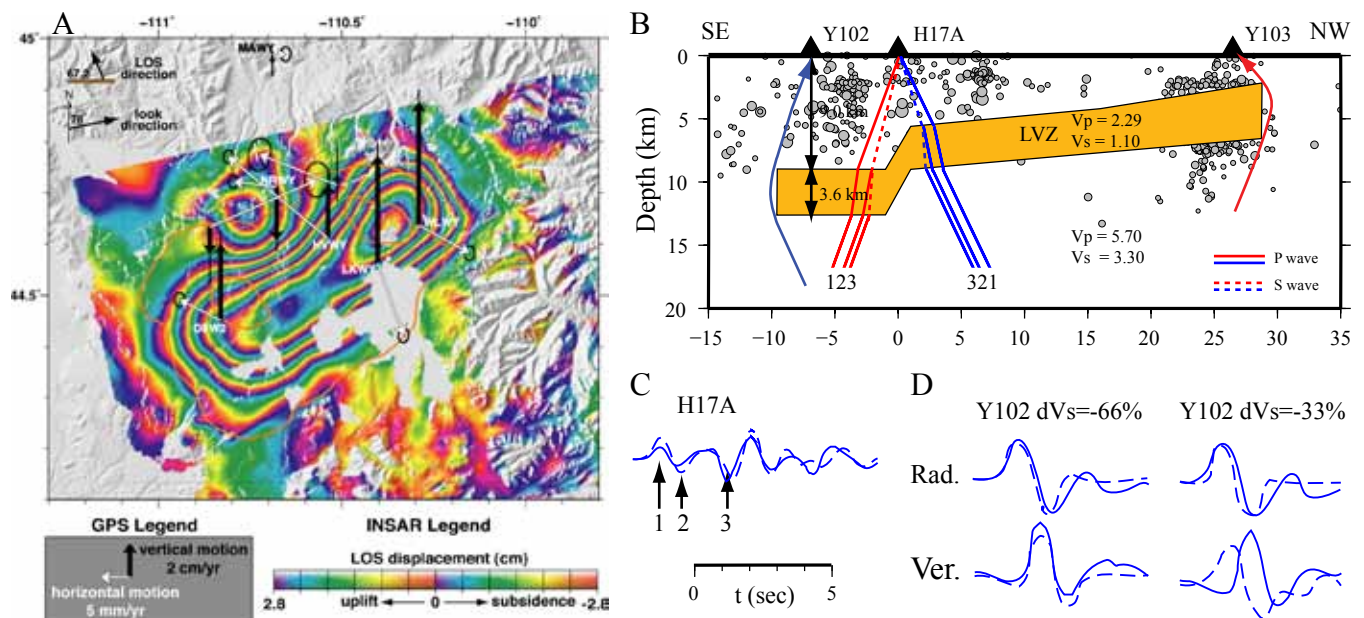 A
-111°
-110.5°
-110°
45°
MAWY
67.2
LOS
direction
N
78
look
direction
WLWY
HVWY
LKWY
44.5°
GPS Legend
vertical motion
2 cm/yr
horizontal motion
5 mm/yr
INSAR Legend
LOS displacement (cm)
2.8
uplift
0
subsidence
-2.8
B
SE
Y102
H17A
Y103
NW
Depth (km)
0
5
10
15
20
LVZ
Vp = 2.29
Vs = 1.10
3.6 km
Vp = 5.70
Vs = 3.30
123
321
P wave
S wave
−15
−10
−5
0
5
10
15
20
25
30
35
C
H17A
1
2
3
0
t (sec)
5
D
Y102 dVs=-66%
Y102 dVs=-33%
Rad.
Ver.